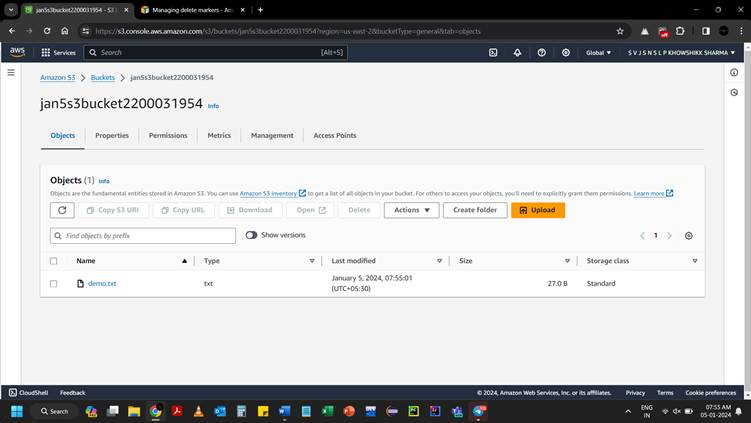 jan5s3bucket2200031954 - S3 b
Managing delete markers - Ama
https://s3.console.aws.amazon.com/s3/buckets/jan5s3bucket2200031954?region=us-east-2&bucketType=general&tab=objects
aws
Services
Search
[Alt+S]
Global
S V J S N S L P KHOWSHIKK SHARMA
Amazon S3
Buckets
jan5s3bucket2200031954
jan5s3bucket2200031954 Info
Objects
Properties
Permissions
Metrics
Management
Access Points
Objects (1) Info
Objects are the fundamental entities stored in Amazon S3. You can use Amazon S3 inventory to get a list of all objects in your bucket. For others to access your objects, you'll need to explicitly grant them permissions. Learn more
Copy S3 URI
Copy URL
Download
Open
Delete
Actions
Create folder
Upload
Find objects by prefix
Show versions
1
Name
Type
Last modified
Size
Storage class
demo.txt
txt
January 5, 2024, 07:55:01
(UTC+05:30)
27.0 B
Standard
CloudShell
Feedback
© 2024, Amazon Web Services, Inc. or its affiliates.
Privacy
Terms
Cookie preferences
Search
ENG
IN
07:55 AM
05-01-2024